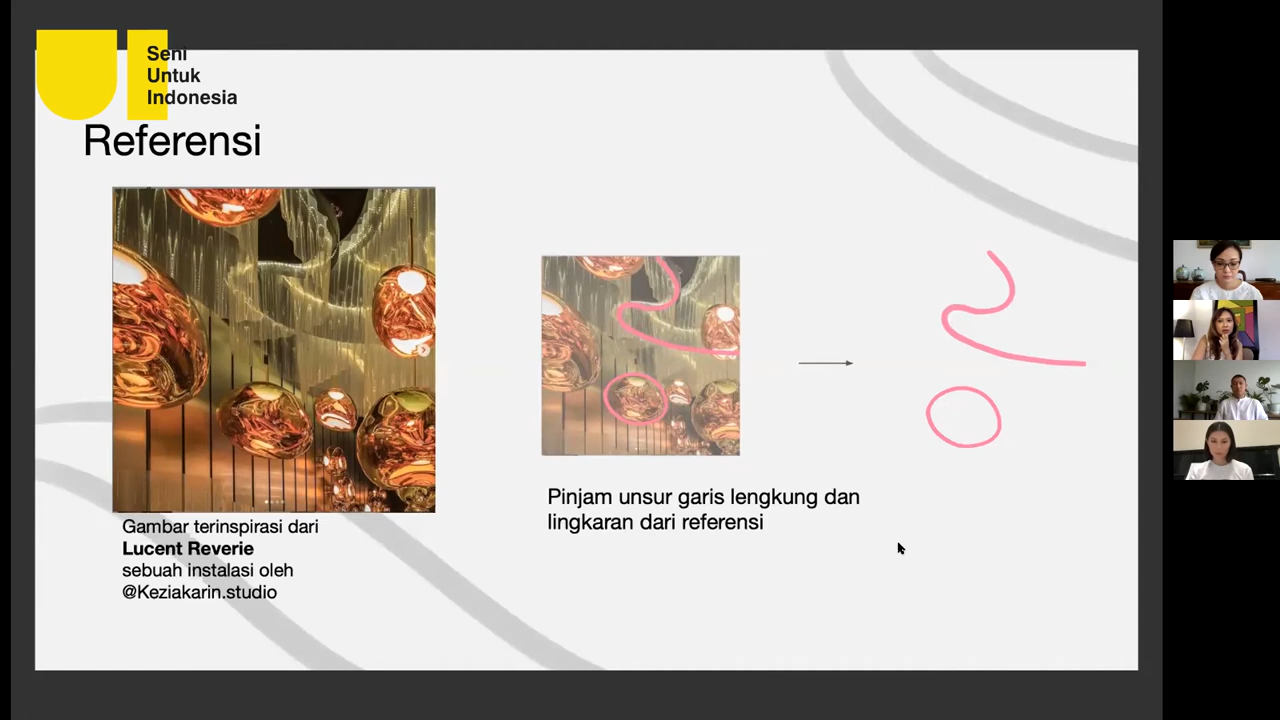 Seni
Untuk
Indonesia
Referensi
Gambar terinspirasi dari
Lucent Reverie
sebuah instalasi oleh
@Keziakarin.studio
Pinjam unsur garis lengkung dan
lingkaran dari referensi